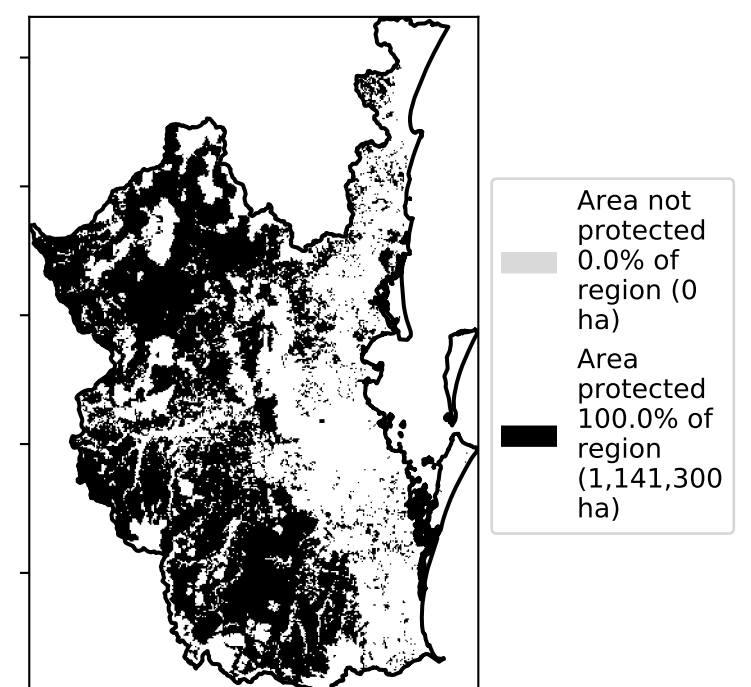 Area not
protected
0.0% of
region (0
ha)
Area
protected
100.0% of
region
(1,141,300
ha)